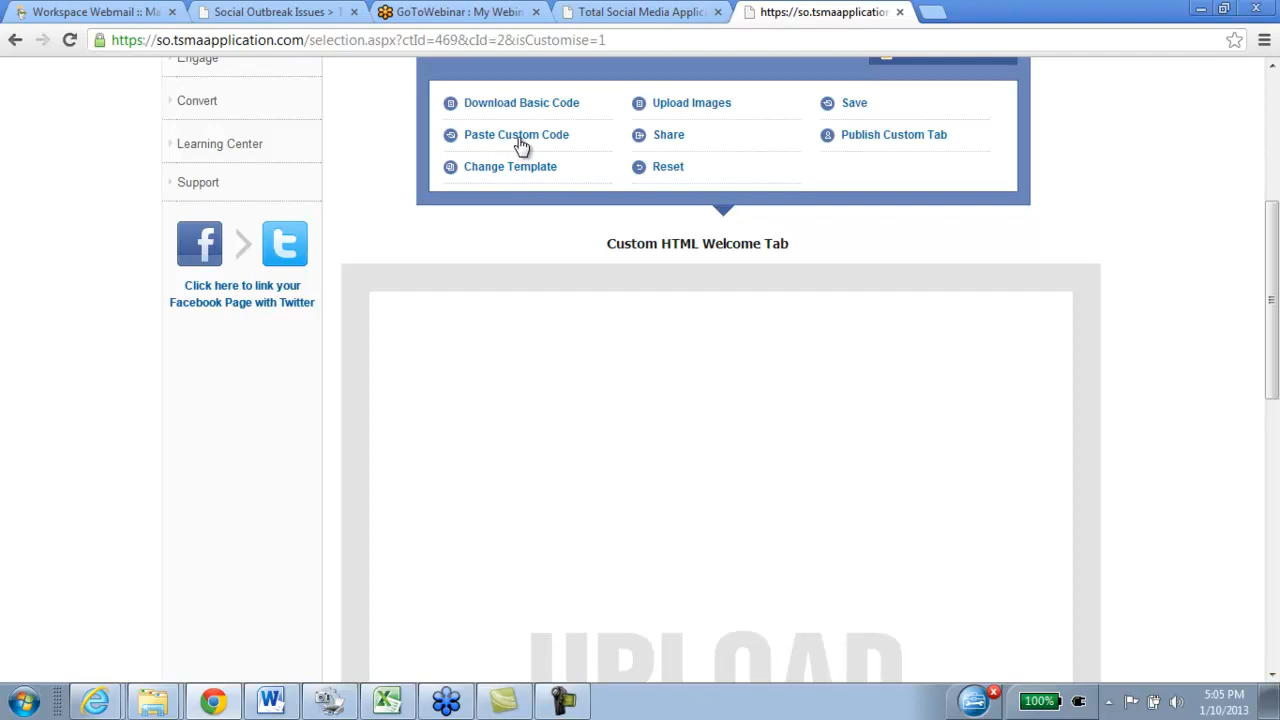 Workspace Webmail :: Ma
Social Outbreak Issues > T
GoToWebinar : My Webin
Total Social Media Applic
https://so.tsmaapplication
https://so.tsmaapplication.com/selection.aspx?ctId=469&cId=2&isCustomise=1
Engage
Convert
Learning Center
Support
Click here to link your
Facebook Page with Twitter
Download Basic Code
Upload Images
Save
Paste Custom Code
Share
Publish Custom Tab
Change Template
Reset
Custom HTML Welcome Tab
UPLOAD
100%
5:05 PM
1/10/2013